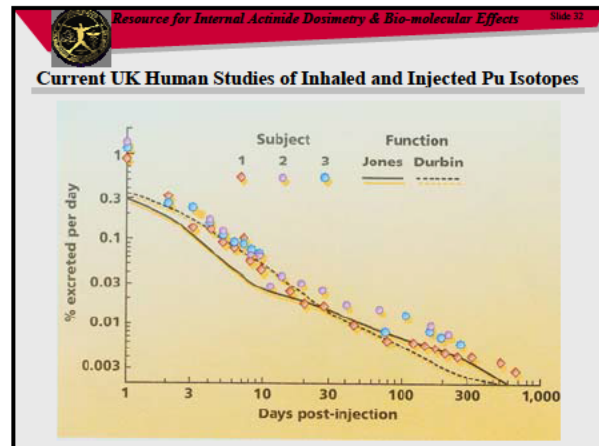 Resource for Internal Actinide Dosimetry & Bio-molecular Effects
Slide 32
Current UK Human Studies of Inhaled and Injected Pu Isotopes
Subject Function
1 2 3 Jones Durbin
% excreted per day
1
0.3
0.1
0.03
0.01
0.003
1 3 10 30 100 300 1,000
Days post-injection